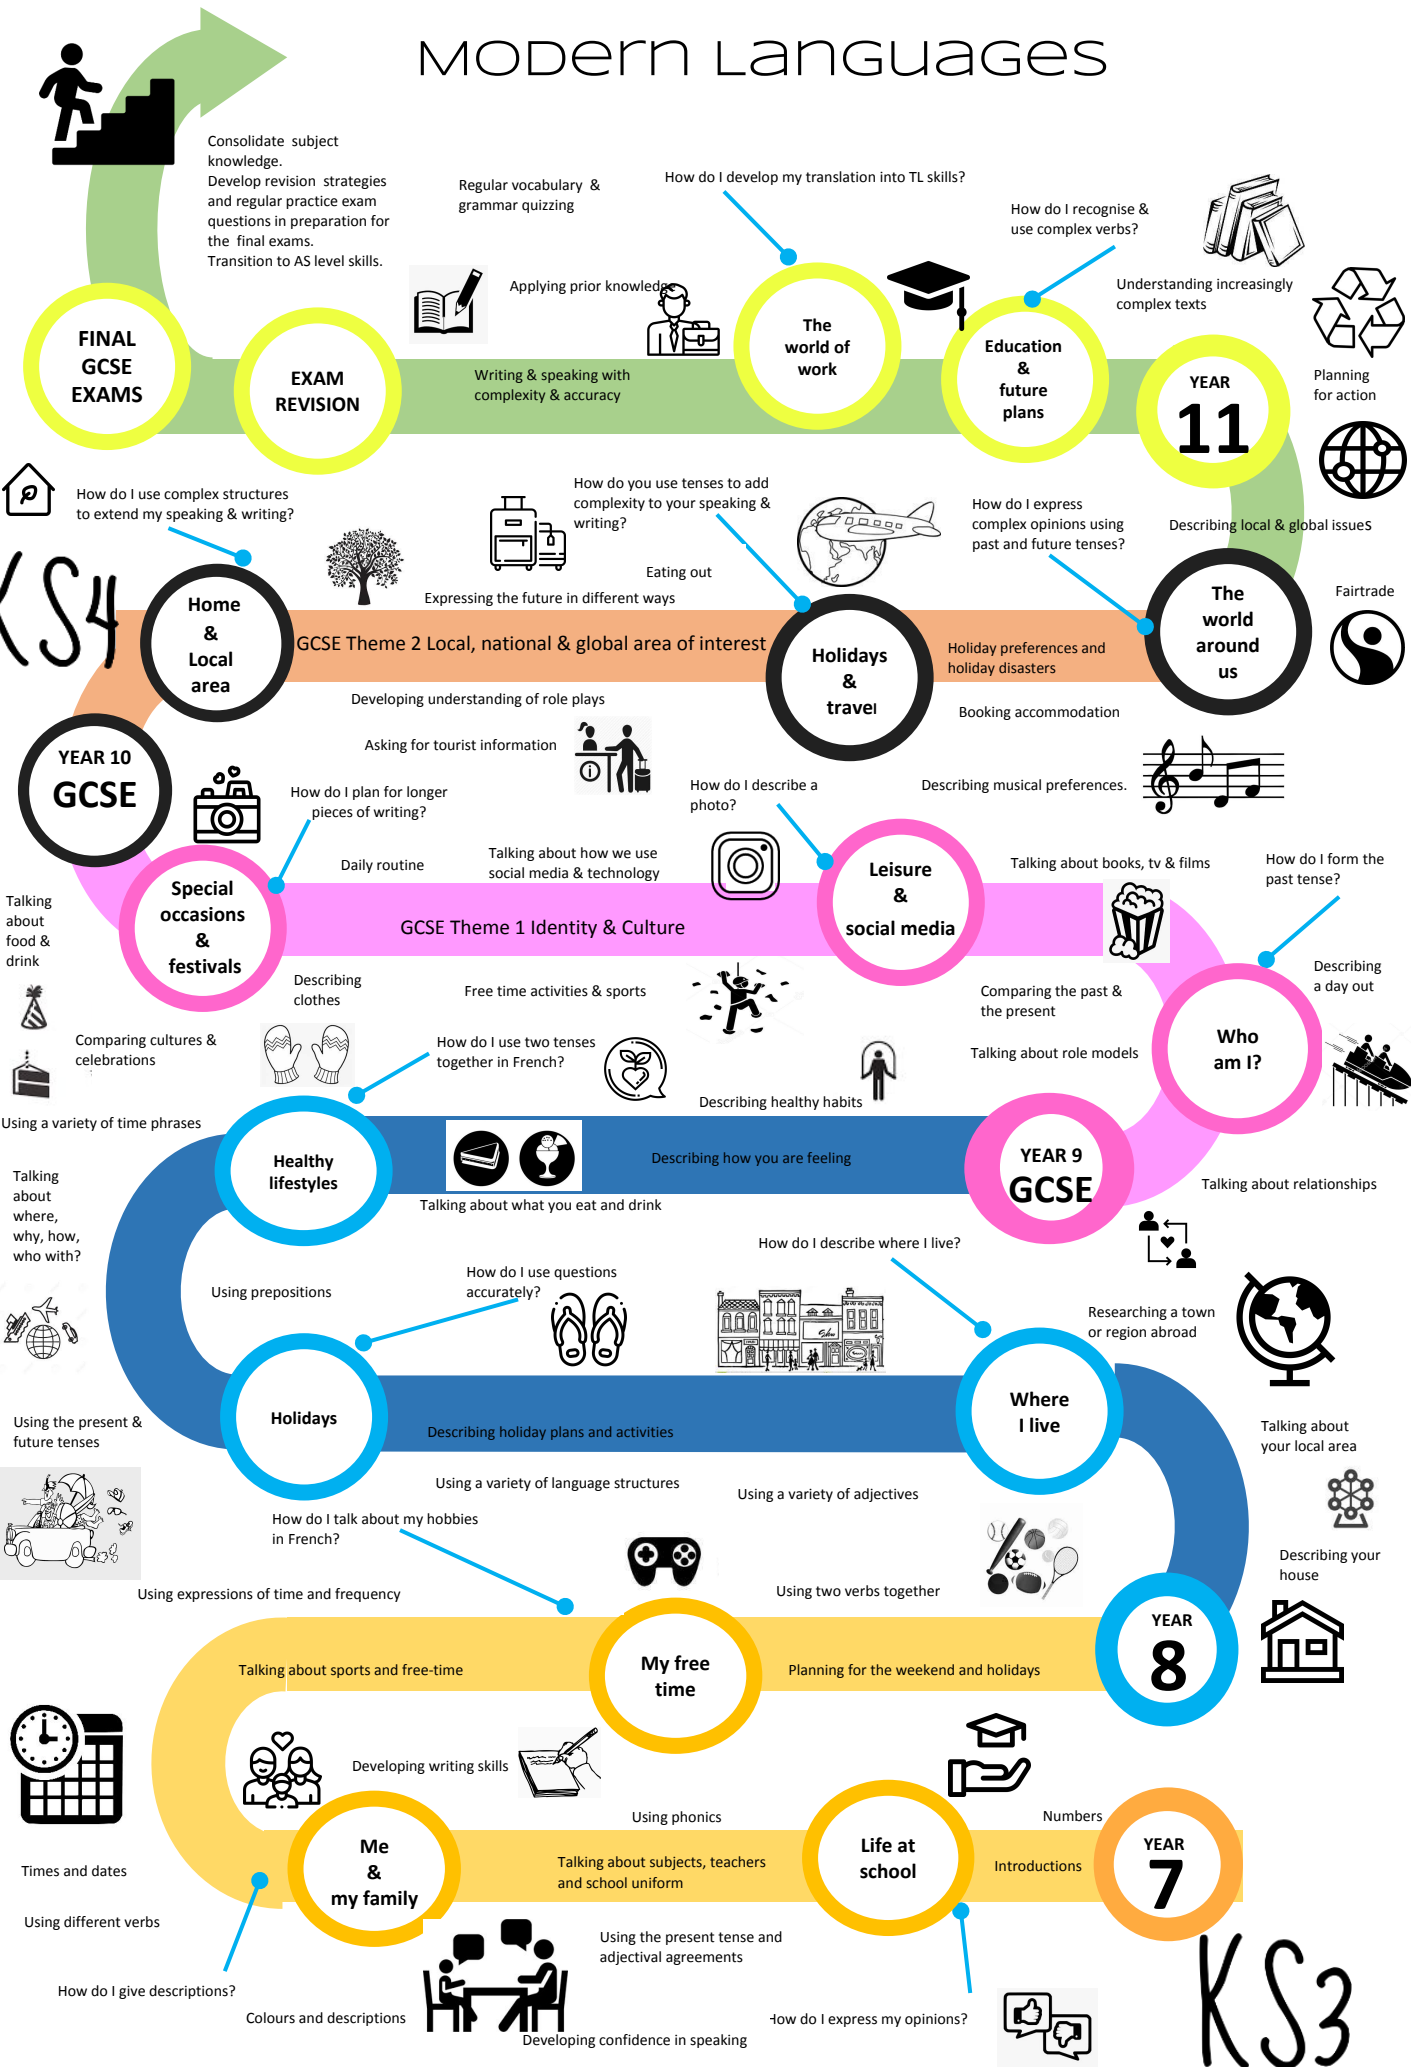 Modern Languages
Consolidate subject
knowledge.
Develop revision strategies
and regular practice exam
questions in preparation for
the final exams.
Transition to AS level skills.
Regular vocabulary &
grammar quizzing
How do I develop my translation into TL skills?
How do I recognise &
use complex verbs?
Applying prior knowledge
Understanding increasingly
complex texts
FINAL
GCSE
EXAMS
EXAM
REVISION
Writing & speaking with
complexity & accuracy
The
world of
work
Education
&
future
plans
YEAR
11
Planning
for action
How do I use complex structures
to extend my speaking & writing?
How do you use tenses to add
complexity to your speaking &
writing?
How do I express
complex opinions using
past and future tenses?
Describing local & global issues
KS4
Eating out
Expressing the future in different ways
Home
&
Local
area
GCSE Theme 2 Local, national & global area of interest
Holidays
&
travel
Holiday preferences and
holiday disasters
The
world
around
us
Fairtrade
Developing understanding of role plays
Booking accommodation
YEAR 10
GCSE
Asking for tourist information
How do I plan for longer
pieces of writing?
How do I describe a
photo?
Describing musical preferences.
Daily routine
Talking about how we use
social media & technology
Talking about books, tv & films
How do I form the
past tense?
Talking
about
food &
drink
Special
occasions
&
festivals
GCSE Theme 1 Identity & Culture
Leisure
&
social media
Describing
clothes
Free time activities & sports
Comparing the past &
the present
Describing
a day out
Comparing cultures &
celebrations
How do I use two tenses
together in French?
Talking about role models
Who
am I?
Using a variety of time phrases
Describing healthy habits
Healthy
lifestyles
Describing how you are feeling
YEAR 9
GCSE
Talking
about
where,
why, how,
who with?
Talking about what you eat and drink
Talking about relationships
How do I describe where I live?
Using prepositions
How do I use questions
accurately?
Researching a town
or region abroad
Holidays
Where
I live
Using the present &
future tenses
Describing holiday plans and activities
Talking about
your local area
Using a variety of language structures
Using a variety of adjectives
How do I talk about my hobbies
in French?
Describing your
house
Using expressions of time and frequency
Using two verbs together
Talking about sports and free-time
My free
time
Planning for the weekend and holidays
YEAR
8
Developing writing skills
Using phonics
Numbers
Times and dates
Me
&
my family
Talking about subjects, teachers
and school uniform
Life at
school
Introductions
YEAR
7
Using different verbs
Using the present tense and
adjectival agreements
How do I give descriptions?
Colours and descriptions
Developing confidence in speaking
How do I express my opinions?
KS3